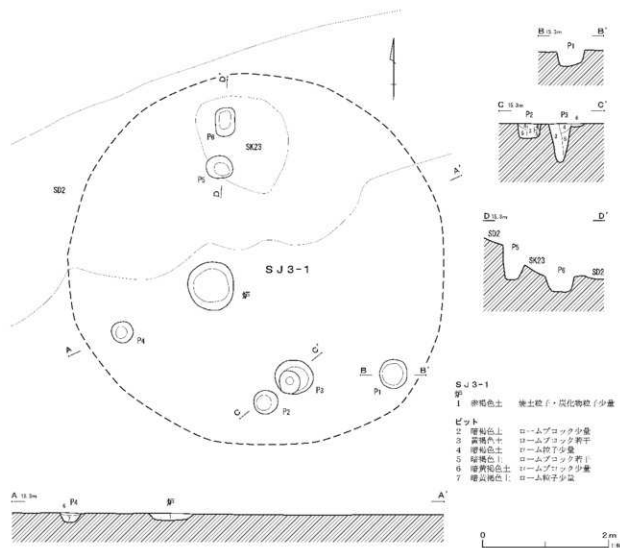 D'
P6
SK23
P5
D
SD2
A'
SJ3-1
炉
P4
A
C'
P3
B
B'
P1
C
P2
A 15.3m
P4
炉
A'
B 15.3m
B'
P1
C 15.3m
C'
P2
P3
D 15.3m
D'
SD2
P5
SK23
P6
SD2
SJ3-1
炉
1 焼土粒子・炭化物粒子少量
ピット
2 暗褐色土 ロームブロック少量
3 黄褐色土 ロームブロック若干
4 暗褐色土 ローム粒子少量
5 暗褐色土 ロームブロック若干
6 暗黄褐色土 ロームブロック少量
7 暗黄褐色土 ローム粒子少量
0
2m